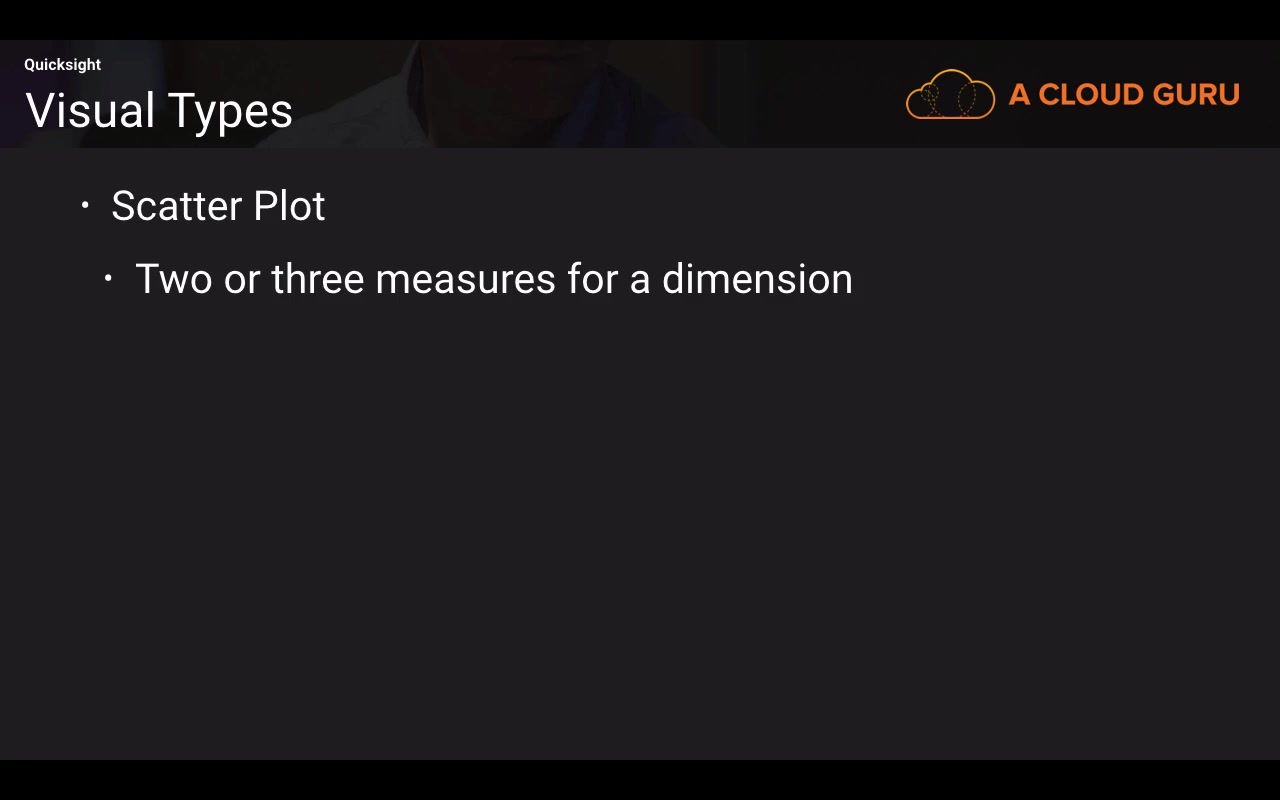 Quicksight
Visual Types
A CLOUD GURU
• Scatter Plot
• Two or three measures for a dimension